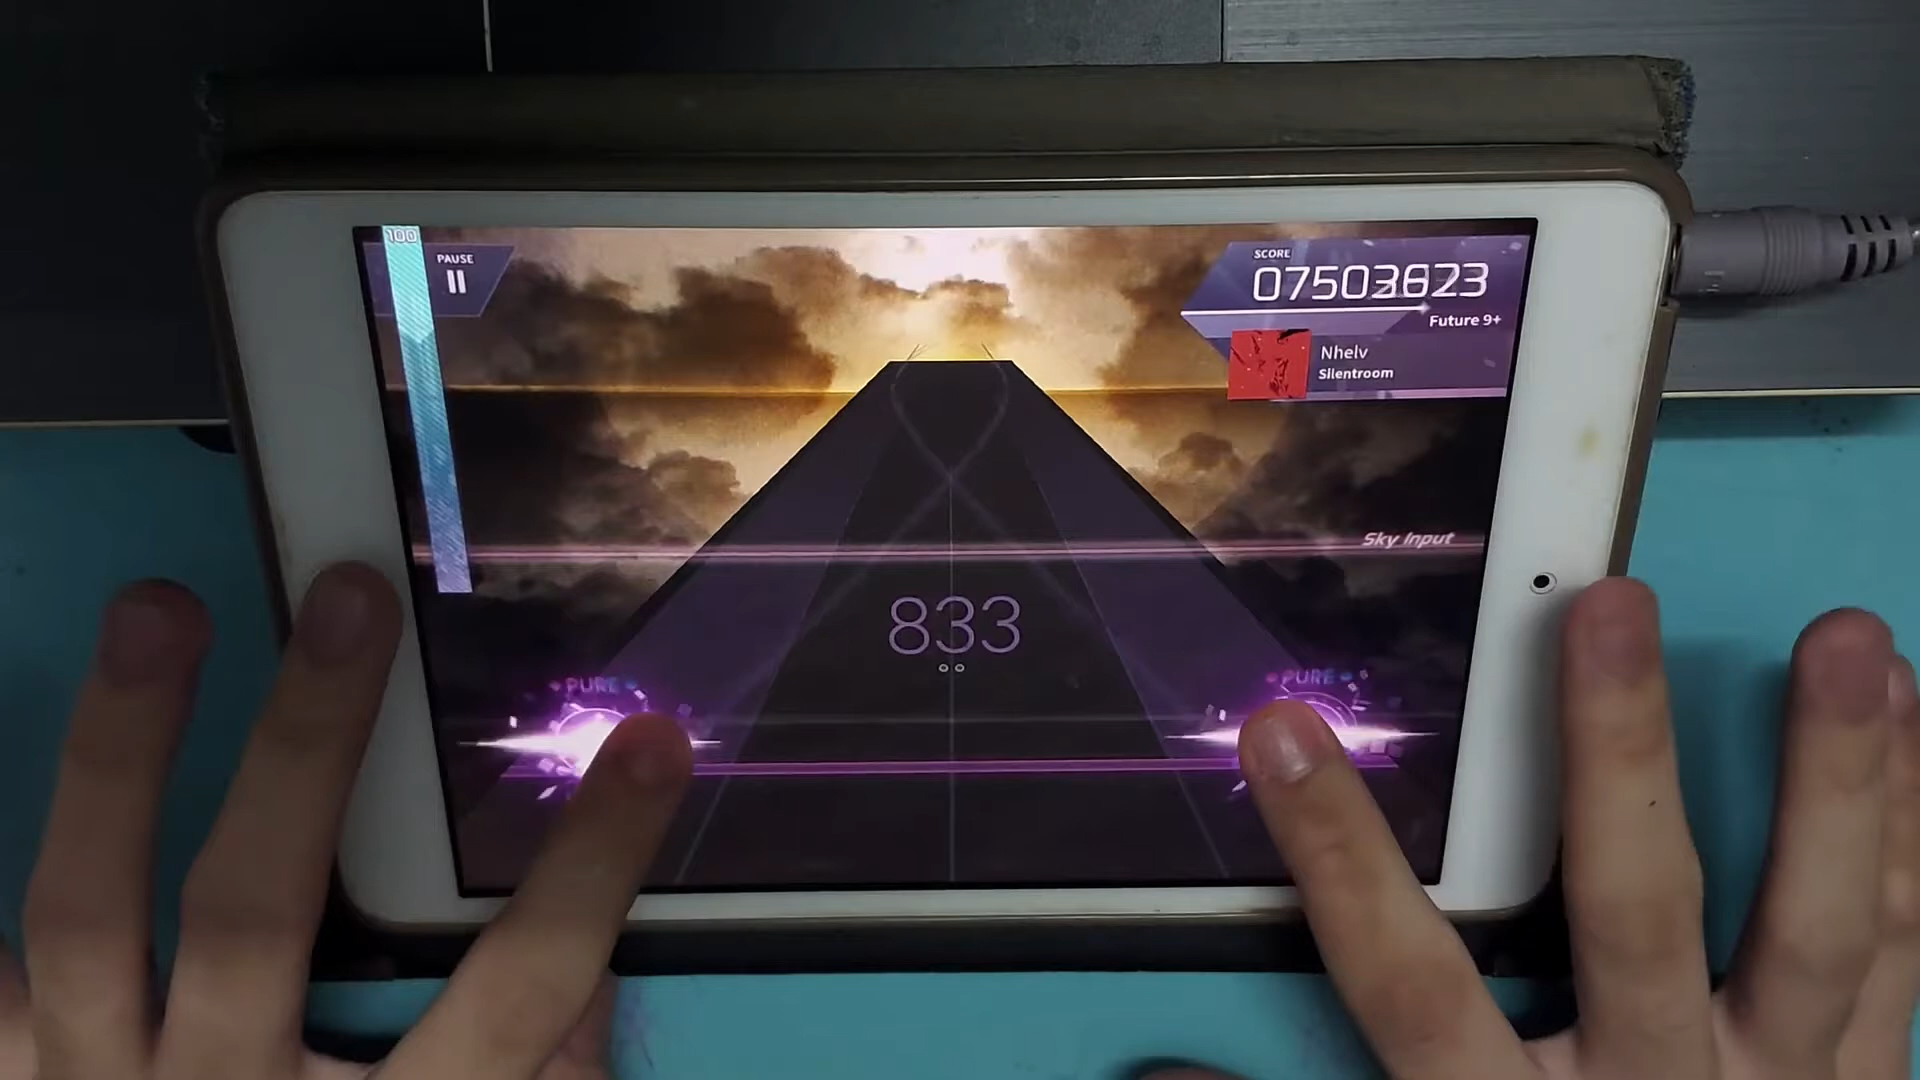 100
PAUSE
SCORE
07503823
Future 9+
Nhelv
Silentroom
Sky Input
833
PURE
PURE